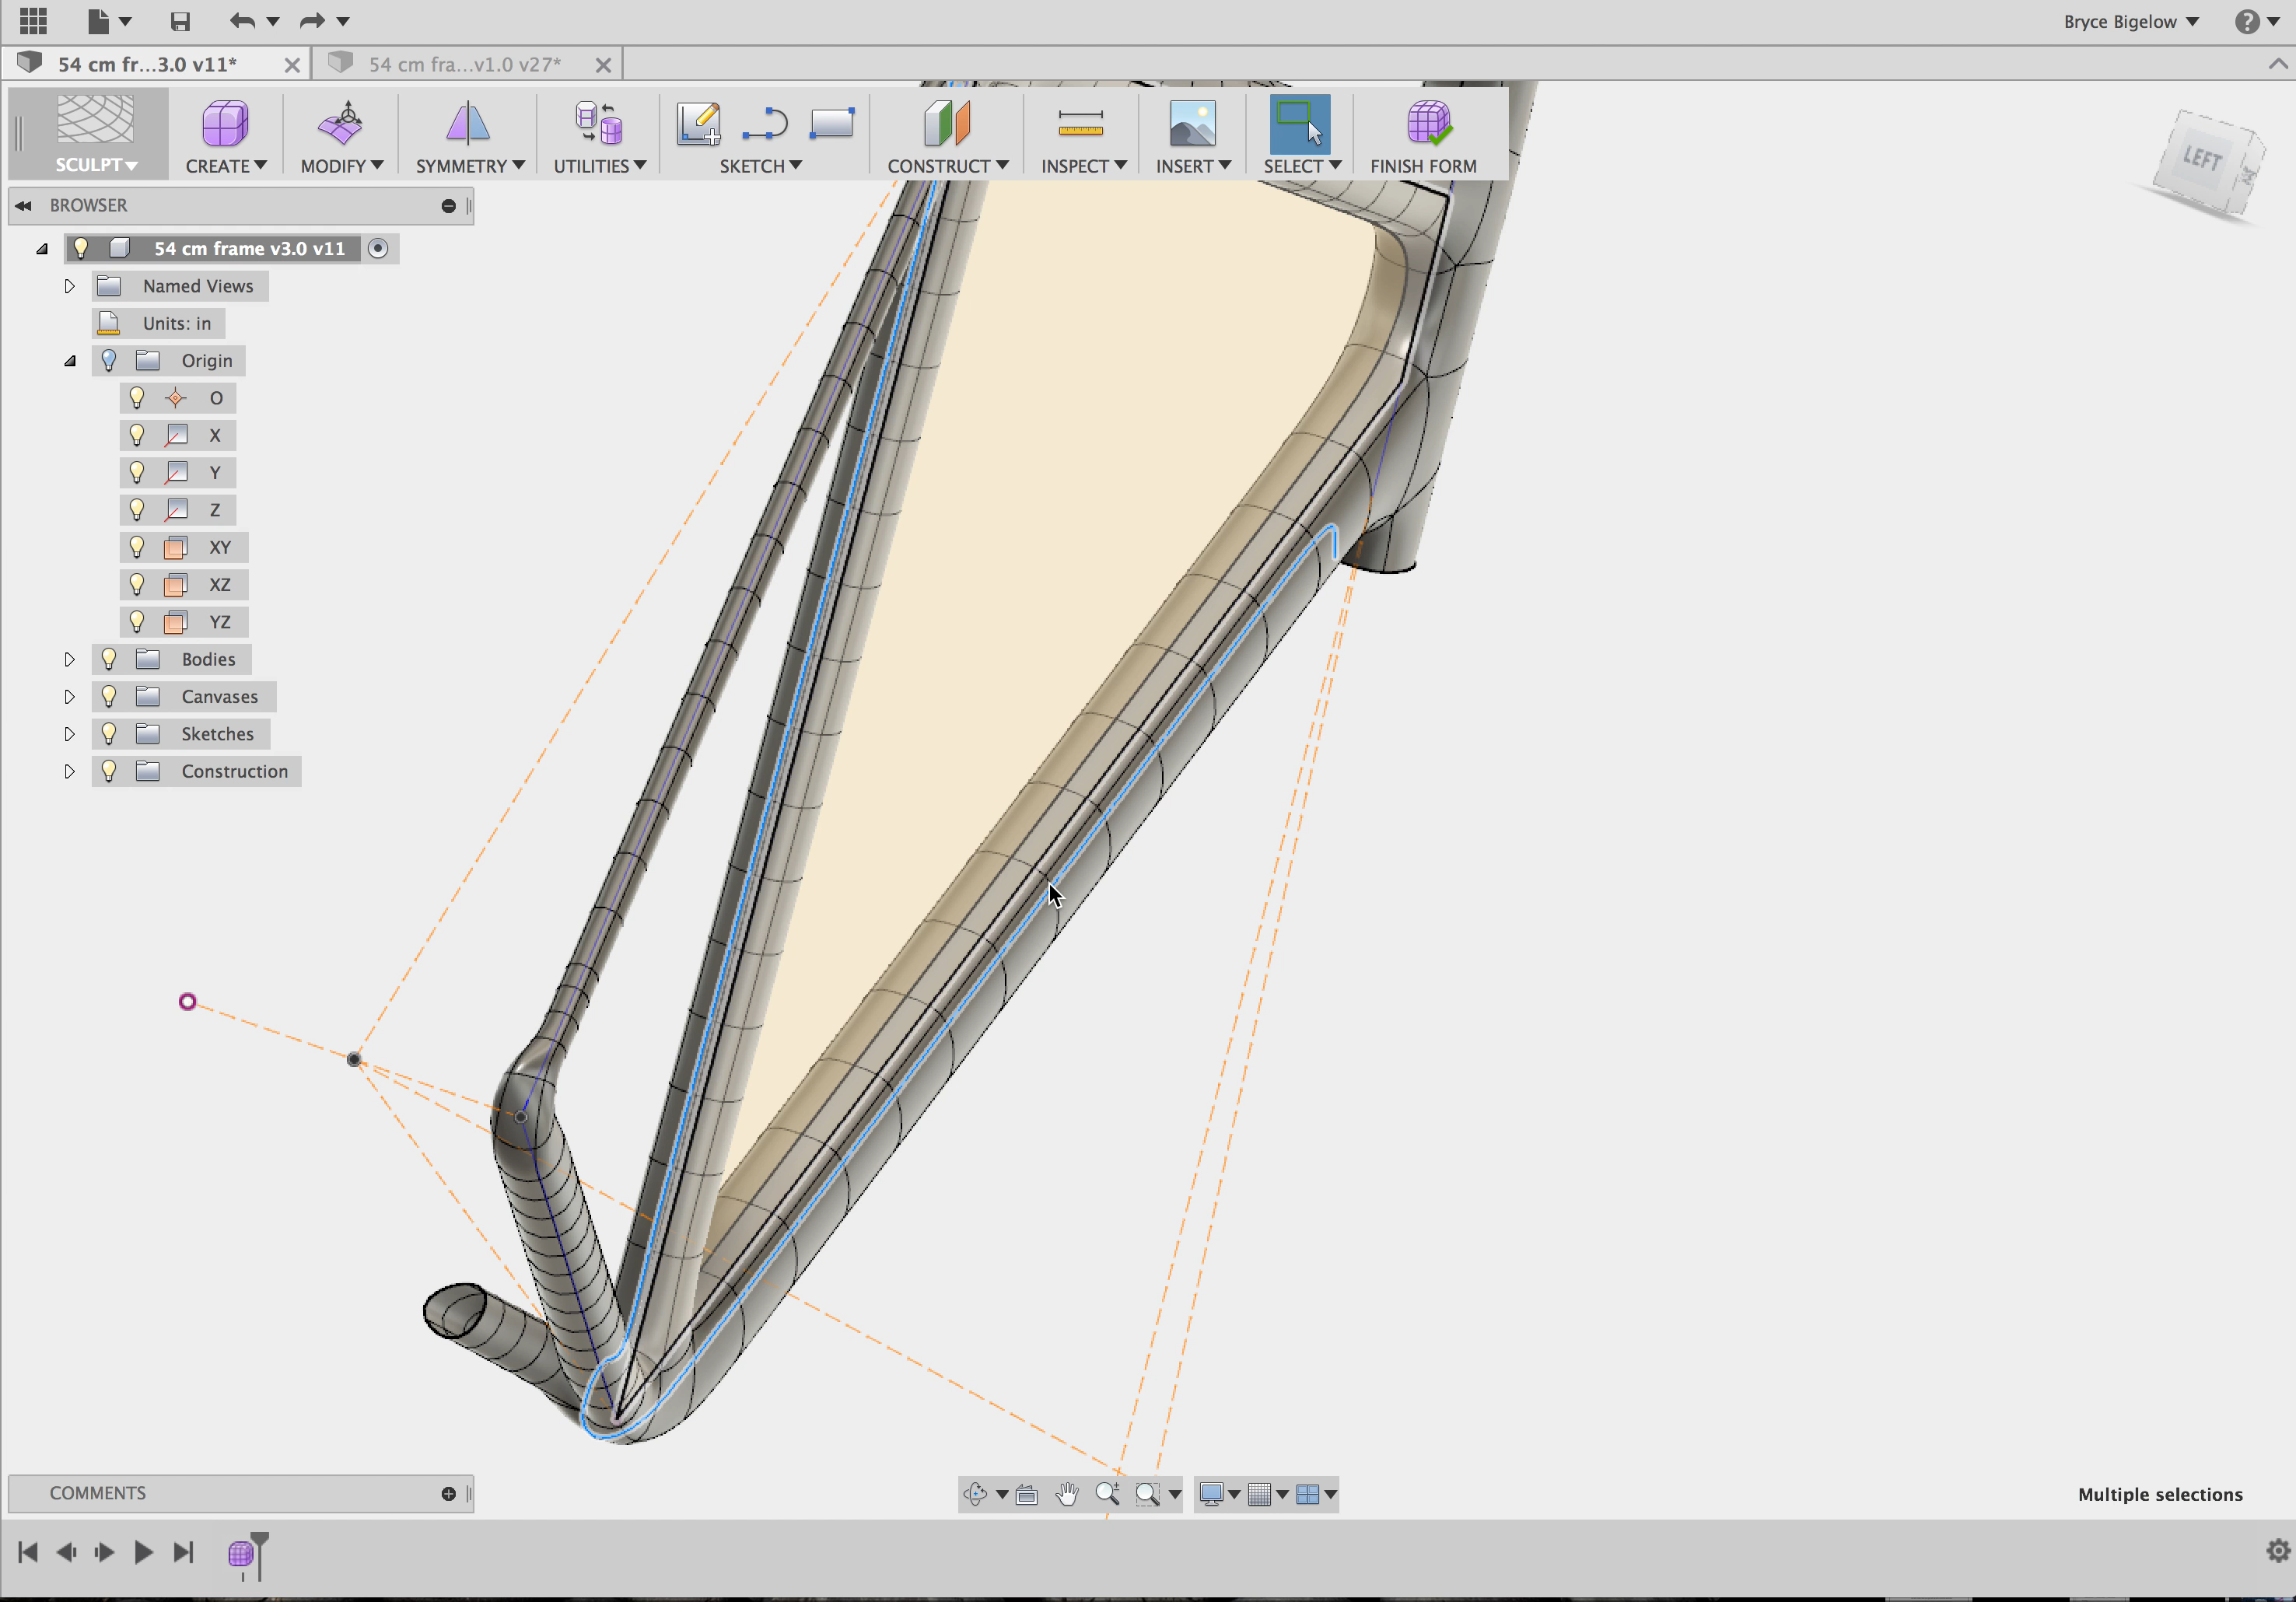 Bryce Bigelow
54 cm fr...3.0 v11*
54 cm fra...v1.0 v27*
SCULPT
CREATE
MODIFY
SYMMETRY
UTILITIES
SKETCH
CONSTRUCT
INSPECT
INSERT
SELECT
FINISH FORM
LEFT
BROWSER
54 cm frame v3.0 v11
Named Views
Units: in
Origin
O
X
Y
Z
XY
XZ
YZ
Bodies
Canvases
Sketches
Construction
COMMENTS
Multiple selections